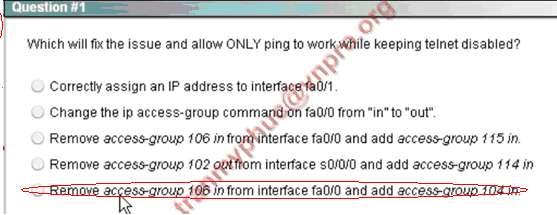 Question #1
Which will fix the issue and allow ONLY ping to work while keeping telnet disabled?
Correctly assign an IP address to interface fa0/1.
Change the ip access-group command on fa0/0 from "in" to "out".
Remove access-group 106 in from interface fa0/0 and add access-group 115 in.
Remove access-group 102 out from interface s0/0/0 and add access-group 114 in
Remove access-group 106 in from interface fa0/0 and add access-group 104 in.
tranmyphuc@vnpro.org